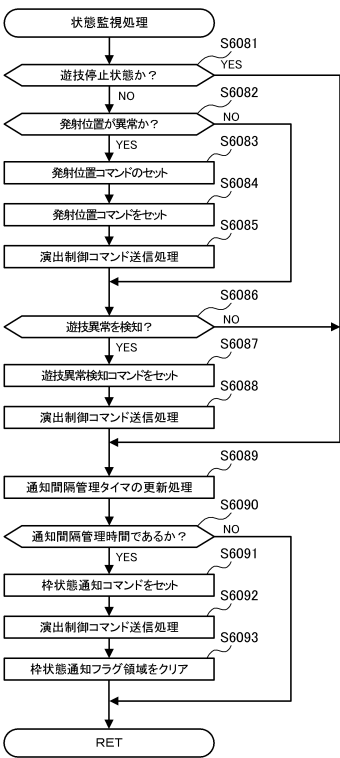 状態監視処理
S6081
遊技停止状態か？
YES
NO
S6082
発射位置が異常か？
NO
YES
S6083
発射位置コマンドのセット
S6084
発射位置コマンドをセット
S6085
演出制御コマンド送信処理
S6086
遊技異常を検知？
NO
YES
S6087
遊技異常検知コマンドをセット
S6088
演出制御コマンド送信処理
S6089
通知間隔管理タイマの更新処理
S6090
通知間隔管理時間であるか？
NO
YES
S6091
枠状態通知コマンドをセット
S6092
演出制御コマンド送信処理
S6093
枠状態通知フラグ領域をクリア
RET